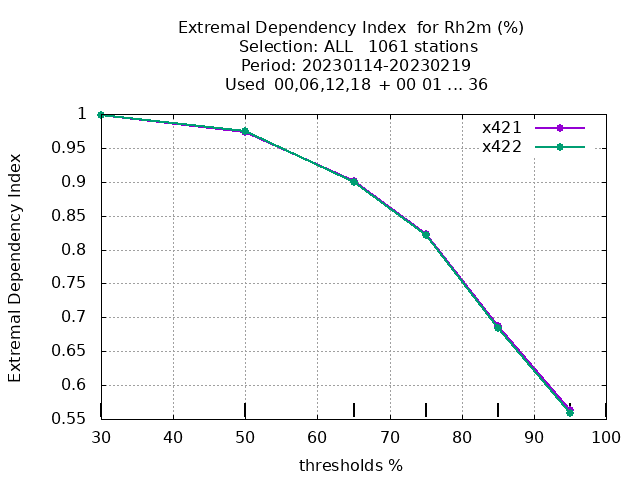 Extremal Dependency Index  for Rh2m (%)
Selection: ALL   1061 stations
Period: 20230114-20230219
Used  00,06,12,18  + 00 01 ... 36
x421
x422
1
0.95
0.9
0.85
0.8
0.75
0.7
0.65
0.6
0.55
Extremal Dependency Index
30 40 50 60 70 80 90 100
thresholds %